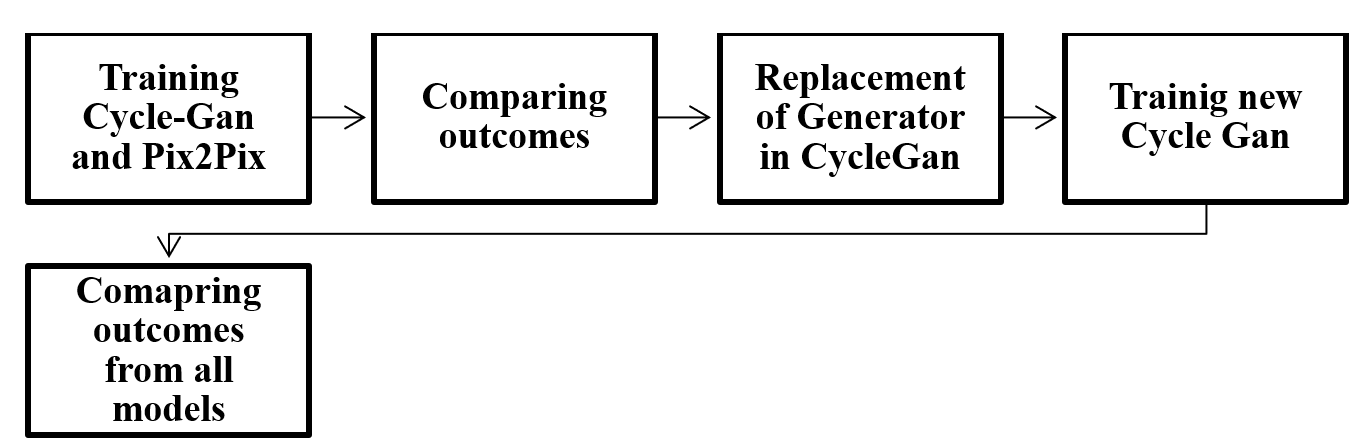 Training
Cycle-Gan
and Pix2Pix
Comparing
outcomes
Replacement
of Generator
in CycleGan
Trainig new
Cycle Gan
Comapring
outcomes
from all
models